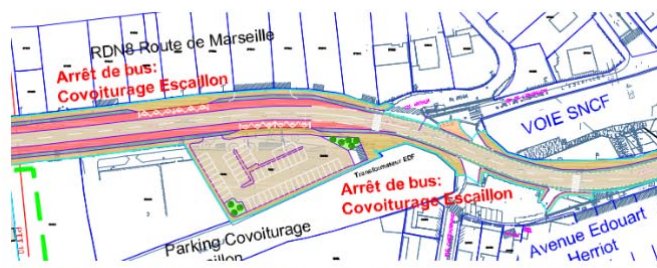 RDN8 Route de Marseille
Arrêt de bus:
Covoiturage Escaillon
VOIE SNCF
Transformateur EDF
Arrêt de bus:
Covoiturage Escaillon
Parking Covoiturage
Avenue Edouart
Herriot